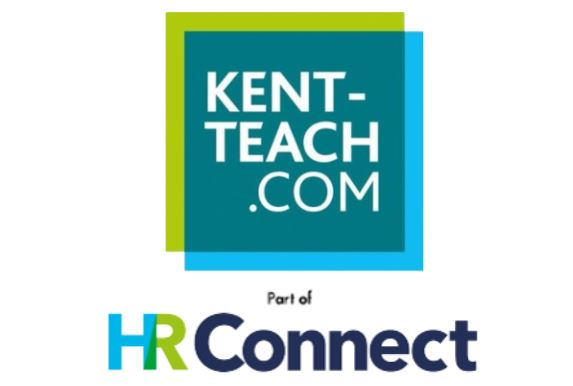 KENT-
TEACH
.COM
Part of
HR Connect